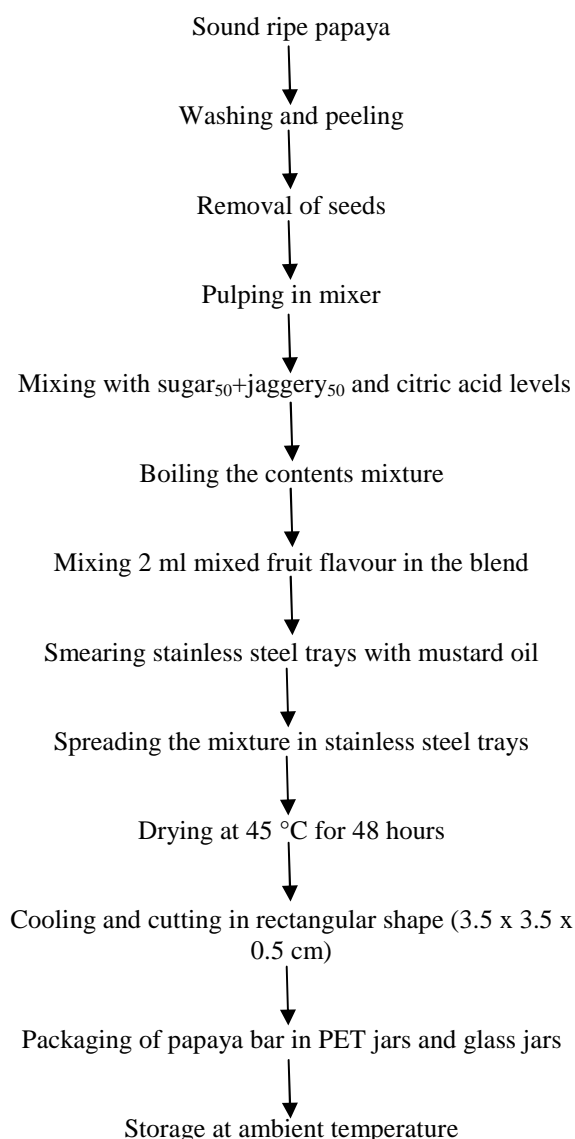 Sound ripe papaya
Washing and peeling
Removal of seeds
Pulping in mixer
Mixing with sugar₅₀+jaggery₅₀ and citric acid levels
Boiling the contents mixture
Mixing 2 ml mixed fruit flavour in the blend
Smearing stainless steel trays with mustard oil
Spreading the mixture in stainless steel trays
Drying at 45 °C for 48 hours
Cooling and cutting in rectangular shape (3.5 x 3.5 x
0.5 cm)
Packaging of papaya bar in PET jars and glass jars
Storage at ambient temperature